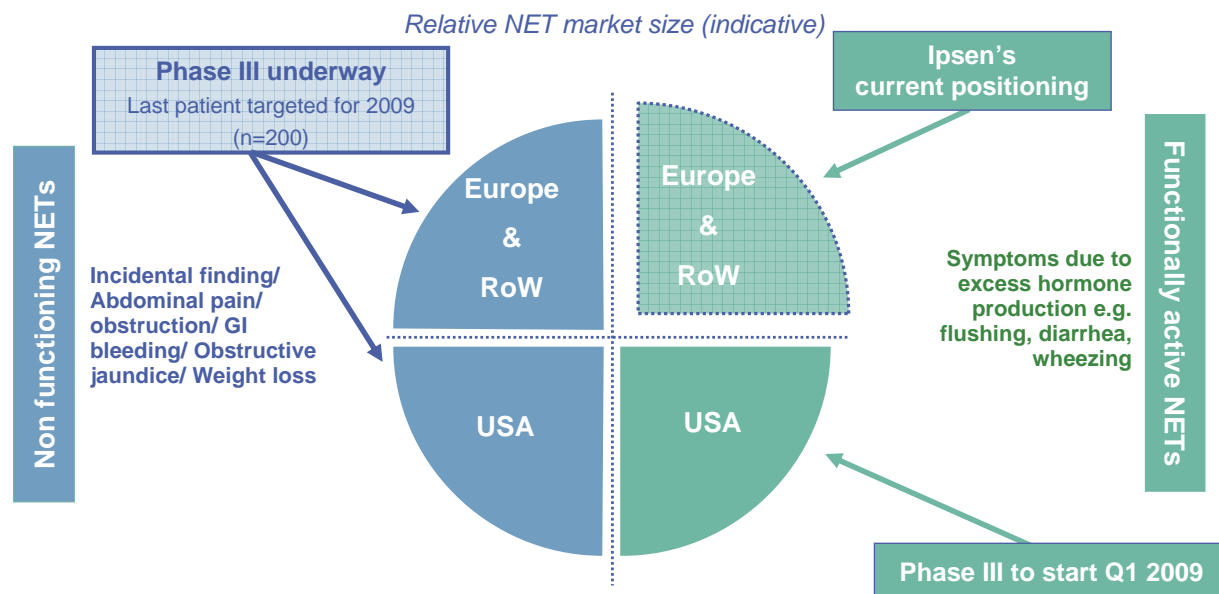 Relative NET market size (indicative)
Phase III underway
Last patient targeted for 2009
(n=200)
Ipsen's
current positioning
Non functioning NETs
Incidental finding/
Abdominal pain/
obstruction/ GI
bleeding/ Obstructive
jaundice/ Weight loss
Europe
&
RoW
Europe
&
RoW
USA
USA
Symptoms due to
excess hormone
production e.g.
flushing, diarrhea,
wheezing
Functionally active NETs
Phase III to start Q1 2009